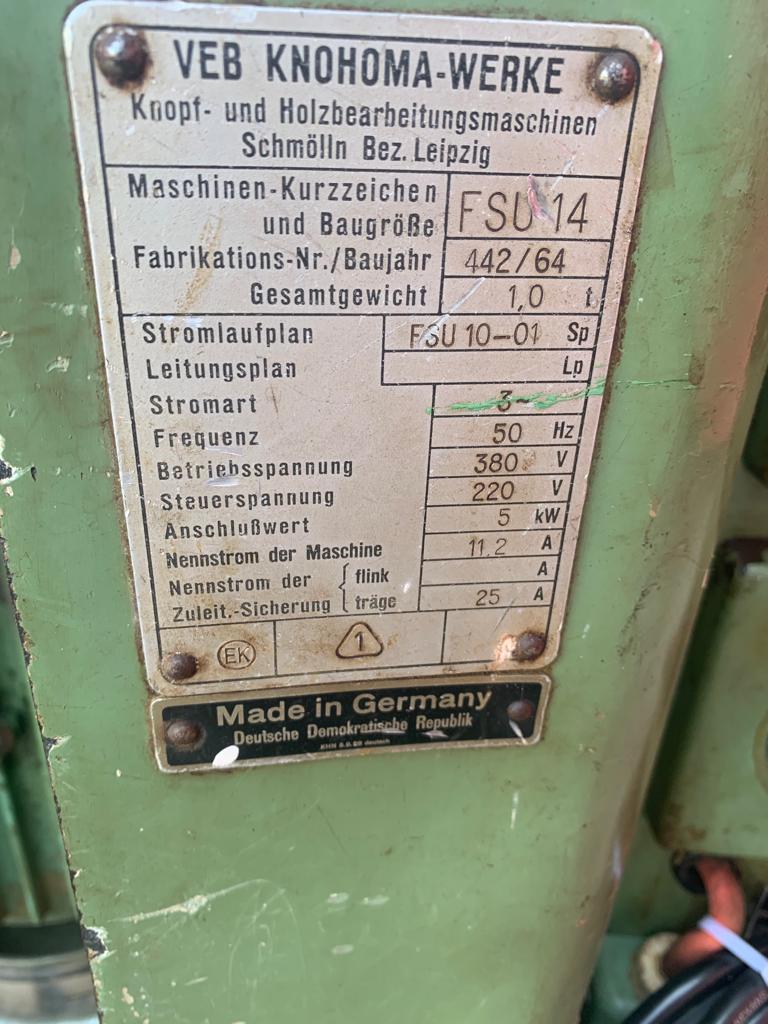 VEB KNOHOMA-WERKE
Knopf- und Holzbearbeitungsmaschinen
Schmölln Bez. Leipzig
Maschinen-Kurzzeichen
und Baugröße FSU 14
Fabrikations-Nr./Baujahr 442/64
Gesamtgewicht 1,0 t
Stromlaufplan FSU 10-01 Sp
Leitungsplan Lp
Stromart 3~
Frequenz 50 Hz
Betriebsspannung 380 V
Steuerspannung 220 V
Anschlußwert 5 kW
Nennstrom der Maschine 11.2 A
Nennstrom der { flink A
Zuleit.-Sicherung träge 25 A
EK 1
Made in Germany
Deutsche Demokratische Republik